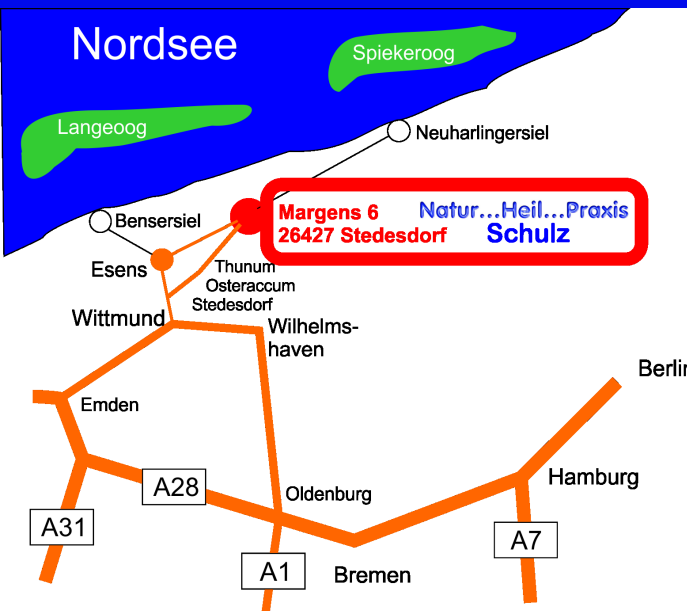 Nordsee
Spiekeroog
Langeoog
Neuharlingersiel
Margens 6
26427 Stedesdorf
Natur...Heil...Praxis
Schulz
Bensersiel
Esens
Thunum
Osteraccum
Stedesdorf
Wittmund
Wilhelms-
haven
Berlin
Emden
Hamburg
A28
Oldenburg
A31
A7
A1
Bremen